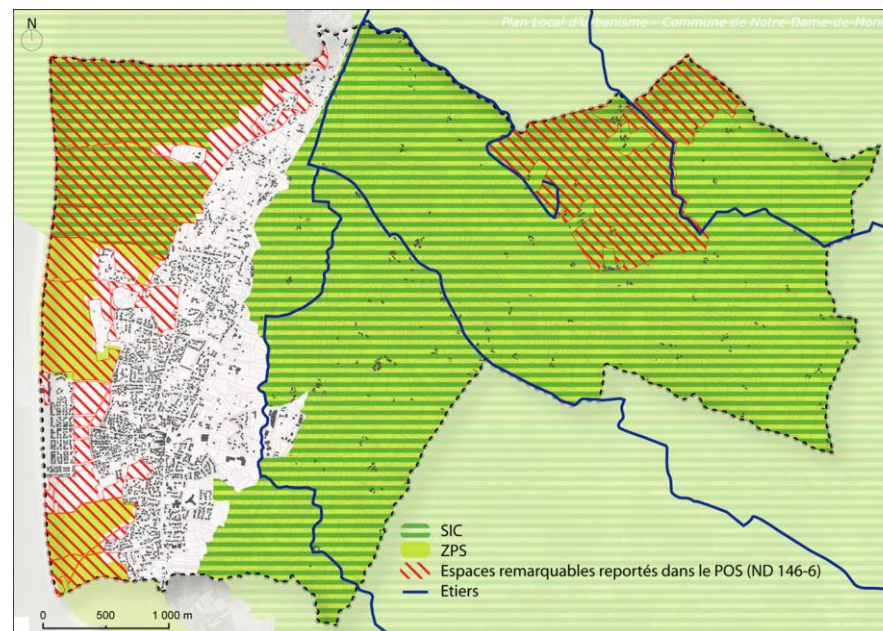 Plan Local d'Urbanisme - Commune de Notre-Dame-de-Mont
N
SIC
ZPS
Espaces remarquables reportés dans le POS (ND 146-6)
Etiers
0 500 1 000 m